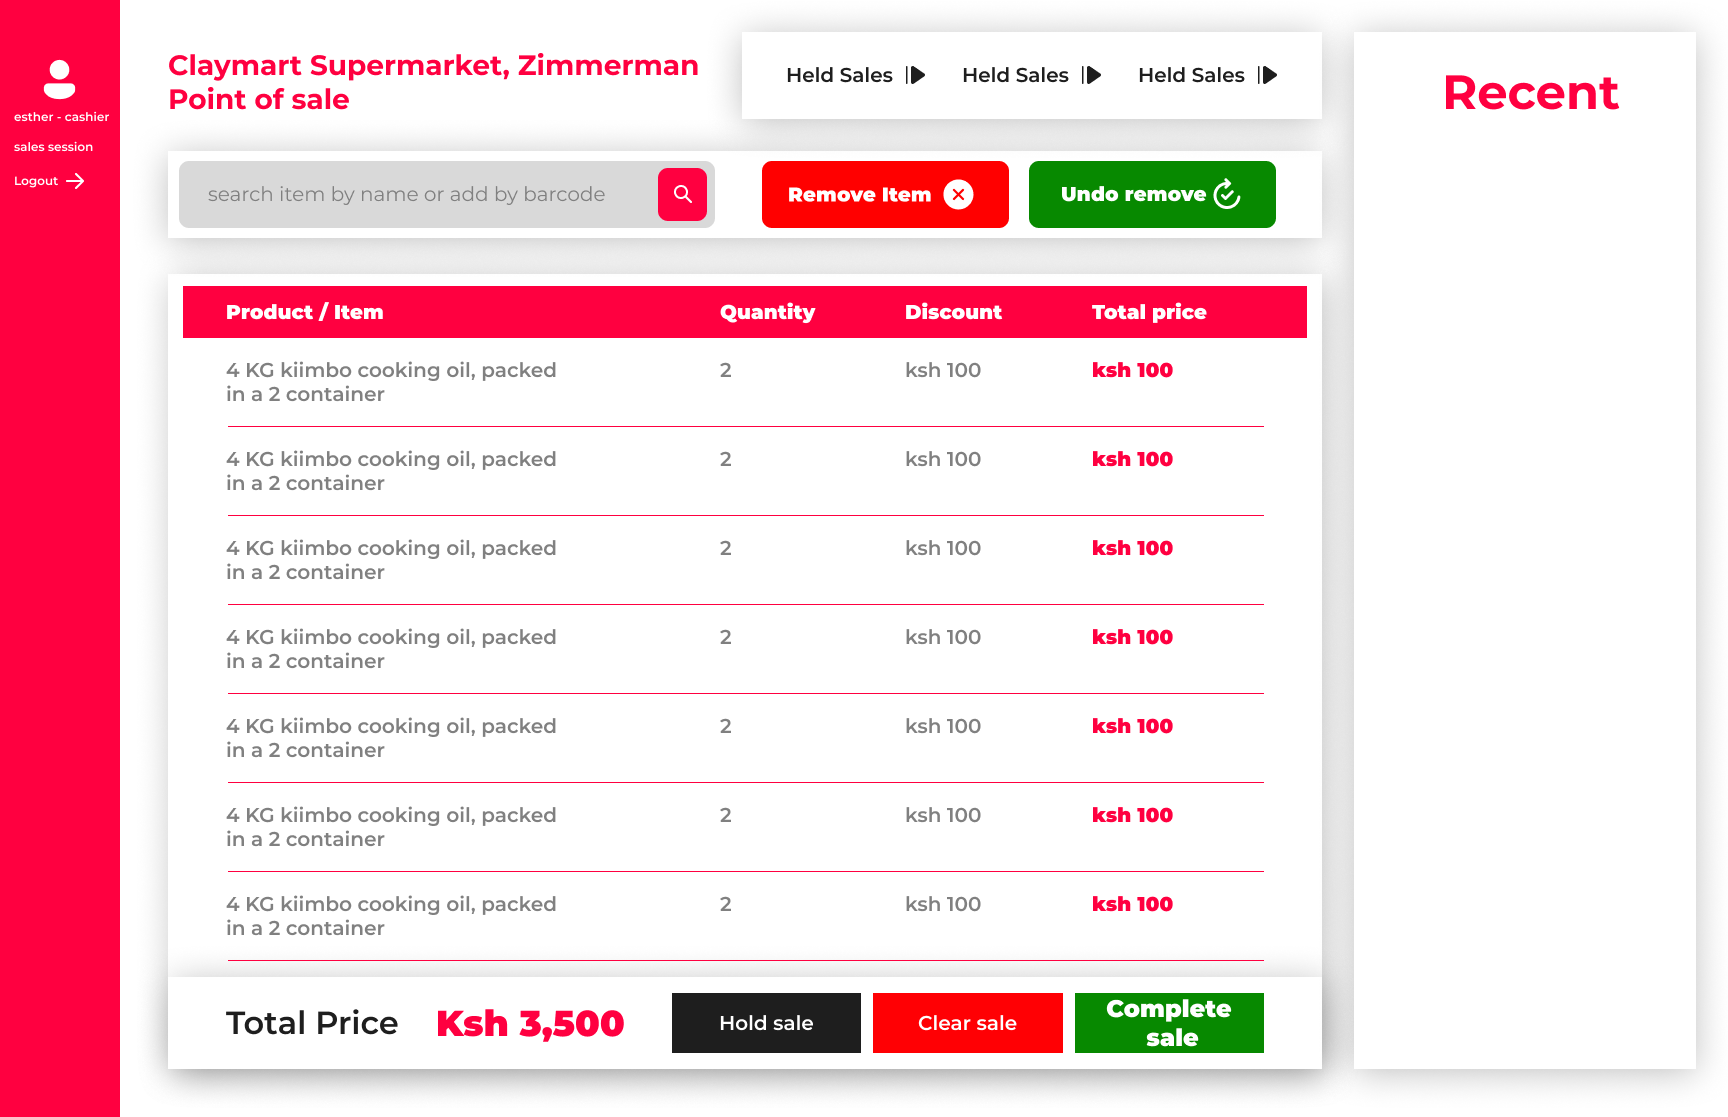 esther - cashier
sales session
Logout
Claymart Supermarket, Zimmerman
Point of sale
Held Sales
Held Sales
Held Sales
search item by name or add by barcode
Remove Item
Undo remove
Product / Item Quantity Discount Total price
4 KG kiimbo cooking oil, packed 2 ksh 100 ksh 100
in a 2 container
4 KG kiimbo cooking oil, packed 2 ksh 100 ksh 100
in a 2 container
4 KG kiimbo cooking oil, packed 2 ksh 100 ksh 100
in a 2 container
4 KG kiimbo cooking oil, packed 2 ksh 100 ksh 100
in a 2 container
4 KG kiimbo cooking oil, packed 2 ksh 100 ksh 100
in a 2 container
4 KG kiimbo cooking oil, packed 2 ksh 100 ksh 100
in a 2 container
4 KG kiimbo cooking oil, packed 2 ksh 100 ksh 100
in a 2 container
Total Price Ksh 3,500
Hold sale
Clear sale
Complete
sale
Recent